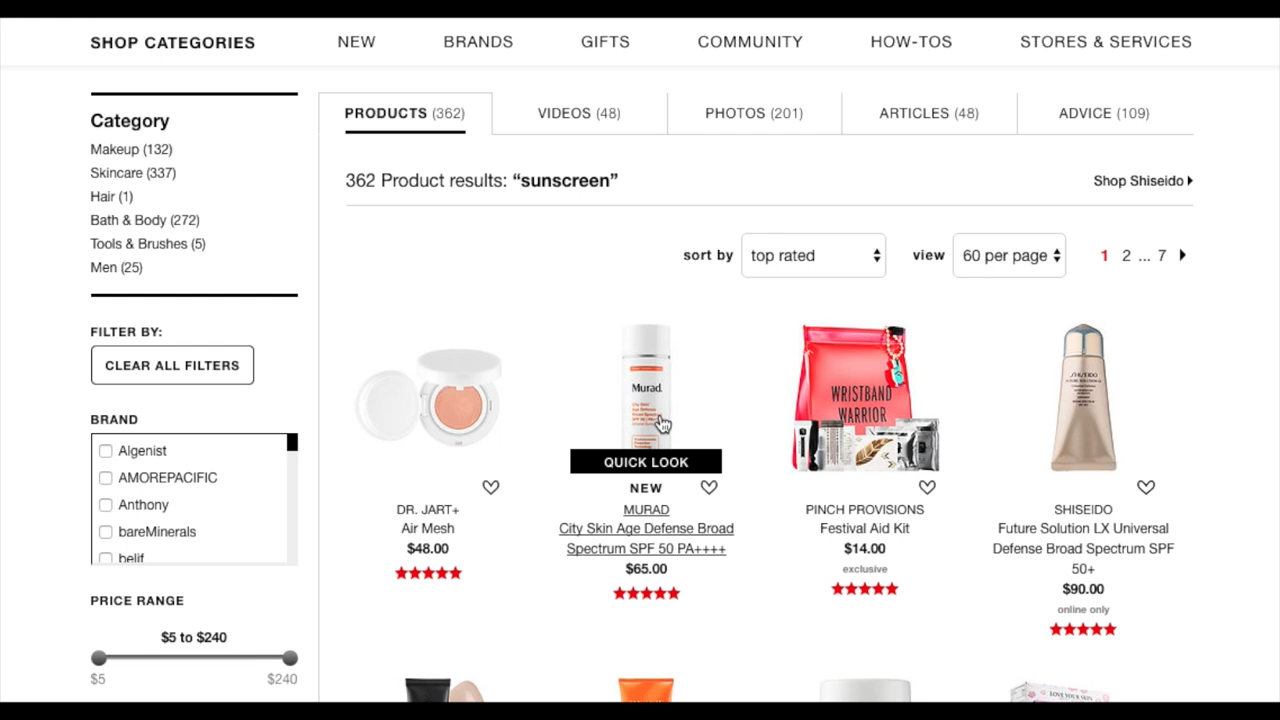 SHOP CATEGORIES NEW BRANDS GIFTS COMMUNITY HOW-TOS STORES & SERVICES
Category
Makeup (132)
Skincare (337)
Hair (1)
Bath & Body (272)
Tools & Brushes (5)
Men (25)
FILTER BY:
CLEAR ALL FILTERS
BRAND
Algenist
AMOREPACIFIC
Anthony
bareMinerals
belif
PRICE RANGE
$5 to $240
$5 $240
PRODUCTS (362) VIDEOS (48) PHOTOS (201) ARTICLES (48) ADVICE (109)
362 Product results: “sunscreen” Shop Shiseido
sort by top rated view 60 per page 1 2 ... 7
DR. JART+
Air Mesh
$48.00
Murad.
QUICK LOOK
NEW
MURAD
City Skin Age Defense Broad
Spectrum SPF 50 PA++++
$65.00
WRISTBAND
WARRIOR
PINCH PROVISIONS
Festival Aid Kit
$14.00
exclusive
SHISEIDO
SHISEIDO
Future Solution LX Universal
Defense Broad Spectrum SPF
50+
$90.00
online only
LOVE YOUR SKIN